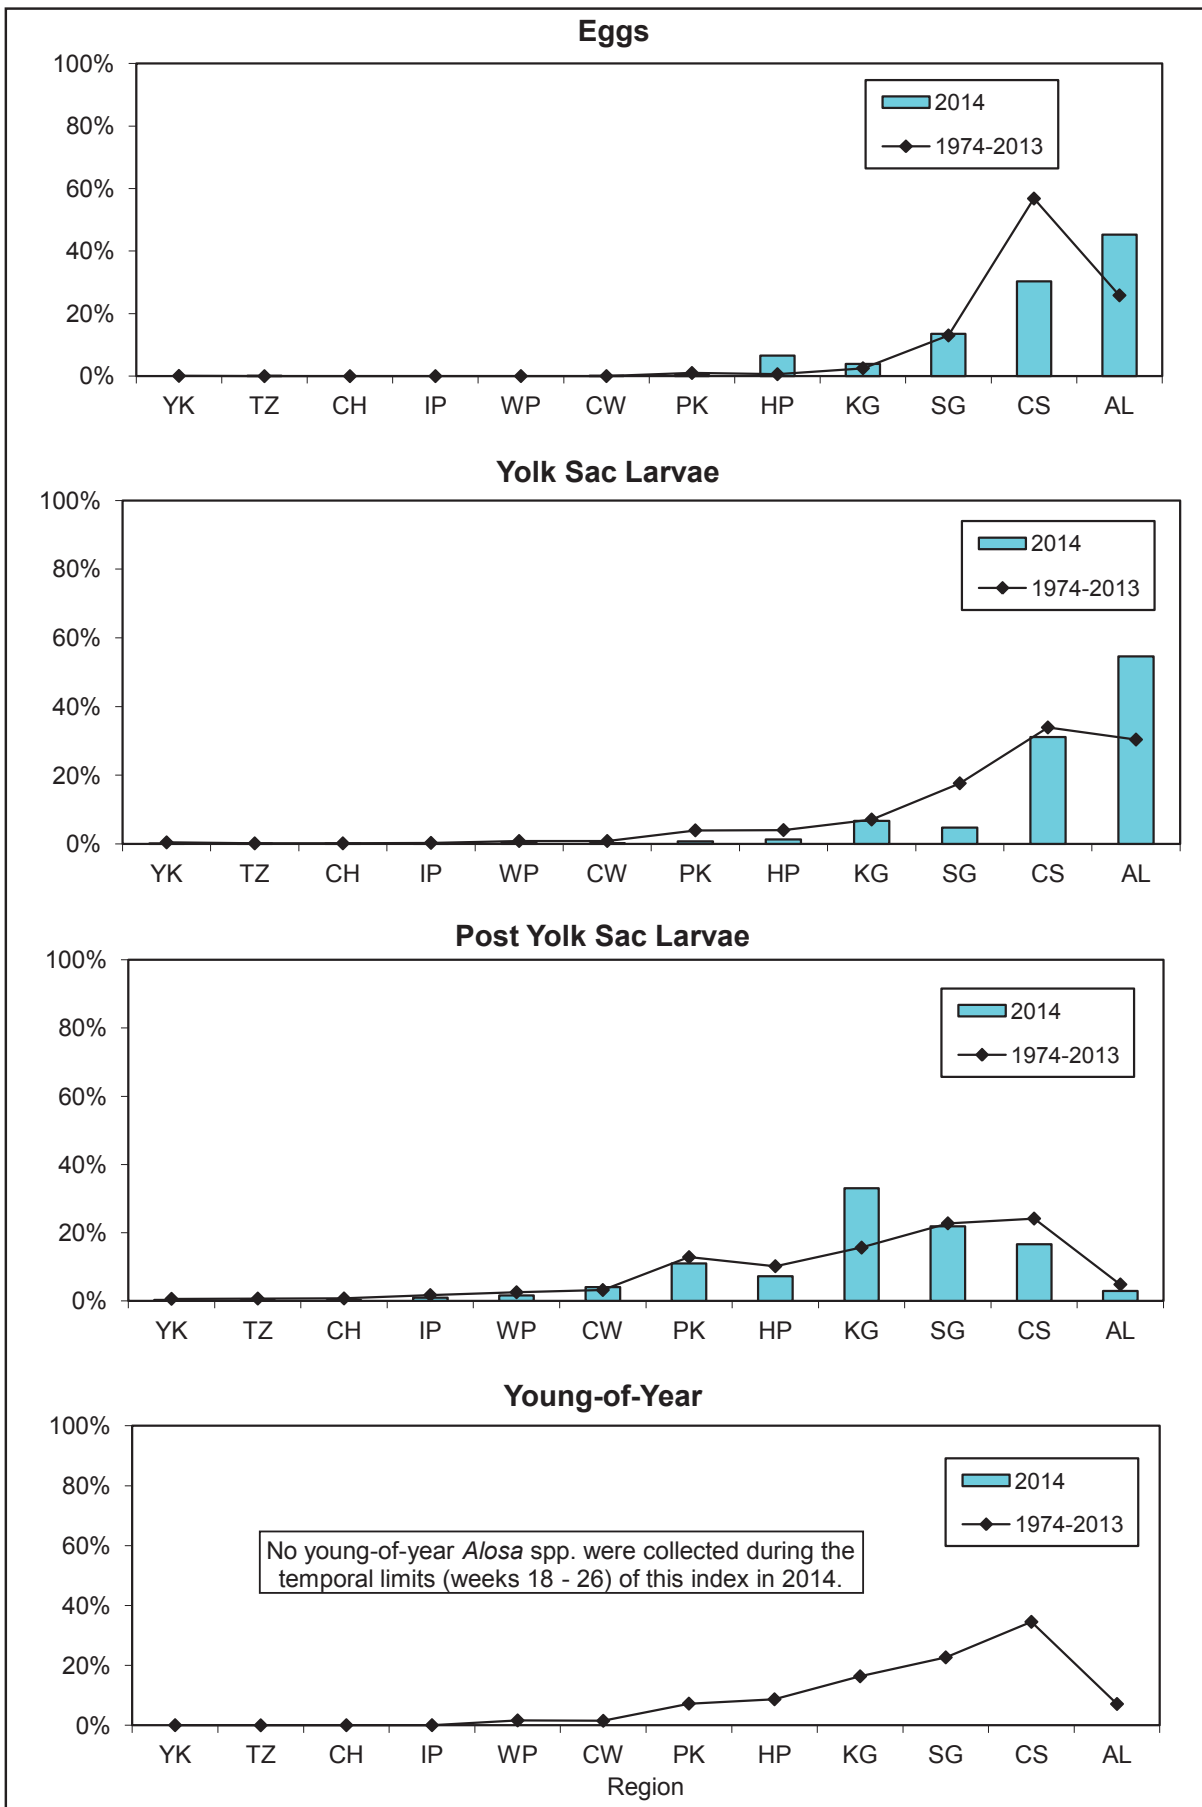 Eggs
100%
80%
60%
40%
20%
0%
2014
1974-2013
YK TZ CH IP WP CW PK HP KG SG CS AL
Yolk Sac Larvae
100%
80%
60%
40%
20%
0%
2014
1974-2013
YK TZ CH IP WP CW PK HP KG SG CS AL
Post Yolk Sac Larvae
100%
80%
60%
40%
20%
0%
2014
1974-2013
YK TZ CH IP WP CW PK HP KG SG CS AL
Young-of-Year
100%
80%
60%
40%
20%
0%
2014
1974-2013
No young-of-year Alosa spp. were collected during the
temporal limits (weeks 18 - 26) of this index in 2014.
YK TZ CH IP WP CW PK HP KG SG CS AL
Region